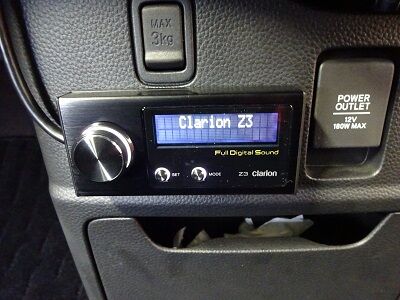 MAX
3kg
Clarion Z3
Full Digital Sound
SET
MODE
Z3 clarion
POWER
OUTLET
12V
180W MAX